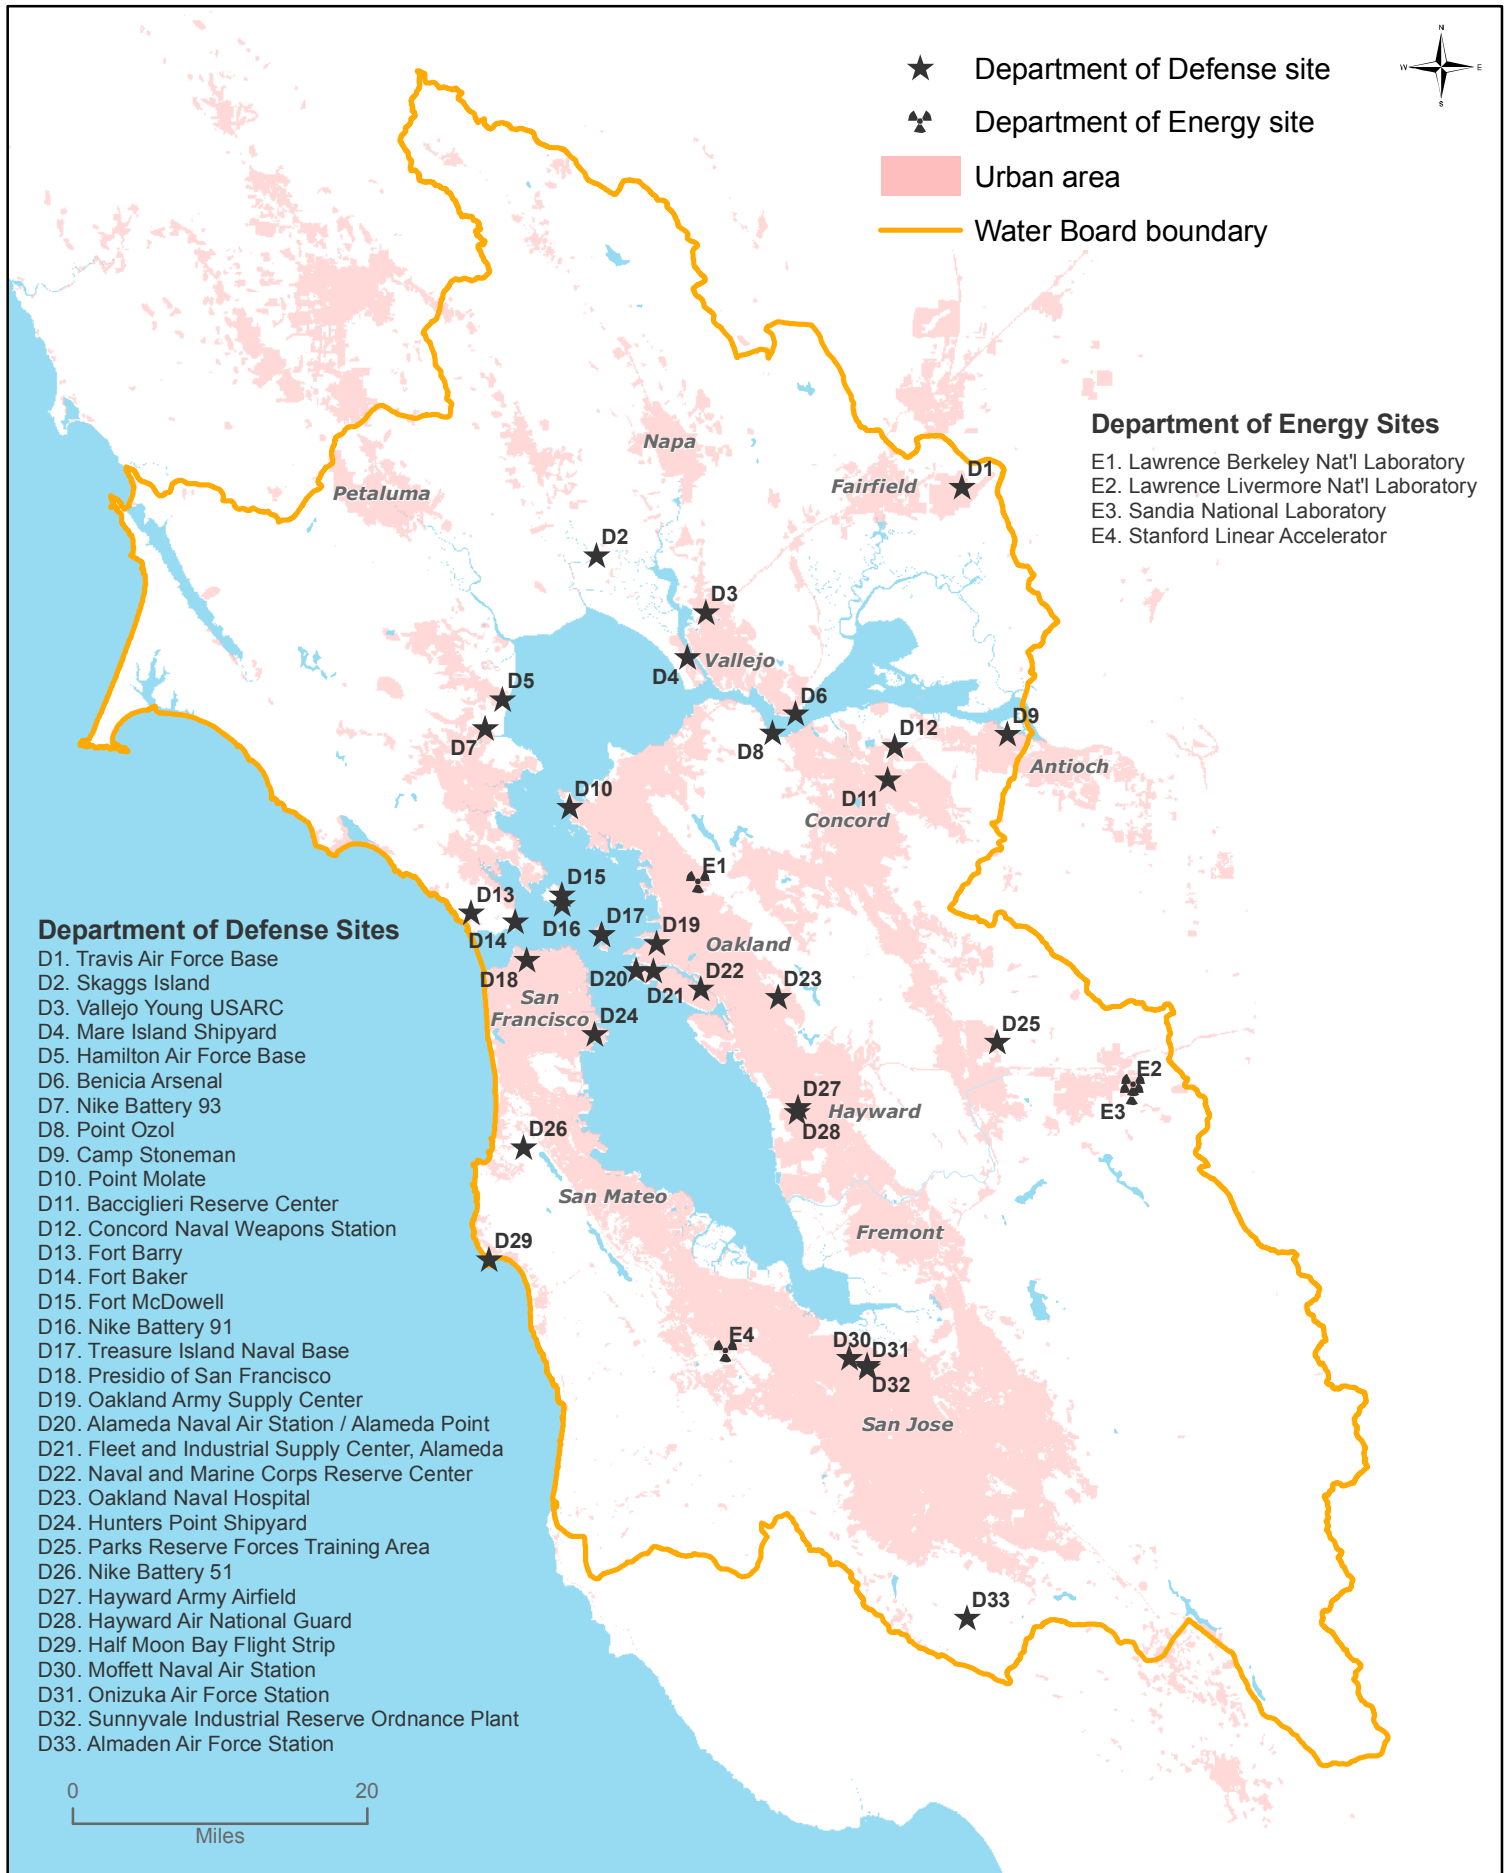 N
W E
S
Department of Defense site
Department of Energy site
Urban area
Water Board boundary
Department of Energy Sites
E1. Lawrence Berkeley Nat'l Laboratory
E2. Lawrence Livermore Nat'l Laboratory
E3. Sandia National Laboratory
E4. Stanford Linear Accelerator
Napa
D1
Fairfield
Petaluma
D2
D3
Vallejo
D4
D5
D6
D7
D8
D9
D12
Antioch
D11
D10
Concord
E1
D15
D13
D16
D17
D19
D14
Oakland
D18
D20
D21
D22
D23
San
Francisco
D24
D25
E2
E3
D27
Hayward
D28
D26
San Mateo
Fremont
D29
E4
D30
D31
D32
San Jose
D33
Department of Defense Sites
D1. Travis Air Force Base
D2. Skaggs Island
D3. Vallejo Young USARC
D4. Mare Island Shipyard
D5. Hamilton Air Force Base
D6. Benicia Arsenal
D7. Nike Battery 93
D8. Point Ozol
D9. Camp Stoneman
D10. Point Molate
D11. Bacciglieri Reserve Center
D12. Concord Naval Weapons Station
D13. Fort Barry
D14. Fort Baker
D15. Fort McDowell
D16. Nike Battery 91
D17. Treasure Island Naval Base
D18. Presidio of San Francisco
D19. Oakland Army Supply Center
D20. Alameda Naval Air Station / Alameda Point
D21. Fleet and Industrial Supply Center, Alameda
D22. Naval and Marine Corps Reserve Center
D23. Oakland Naval Hospital
D24. Hunters Point Shipyard
D25. Parks Reserve Forces Training Area
D26. Nike Battery 51
D27. Hayward Army Airfield
D28. Hayward Air National Guard
D29. Half Moon Bay Flight Strip
D30. Moffett Naval Air Station
D31. Onizuka Air Force Station
D32. Sunnyvale Industrial Reserve Ordnance Plant
D33. Almaden Air Force Station
0 20
Miles